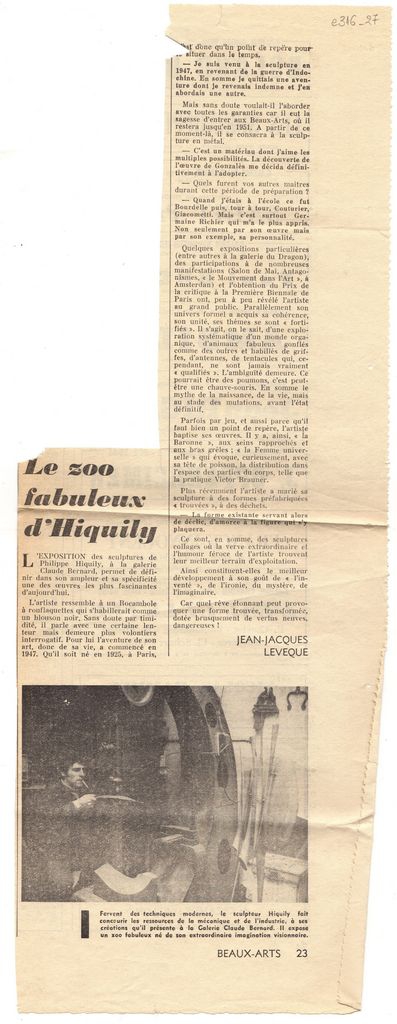 e316_27
Le zoo
fabuleux
d'Hiquily
L'EXPOSITION des sculptures de
Philippe Hiquily, à la galerie
Claude Bernard, permet de défi-
nir dans son ampleur et sa spécificité
une des œuvres les plus fascinantes
d'aujourd'hui.
L'artiste ressemble à un Rocambole
à rouflaquettes qui s'habillerait comme
un blouson noir. Sans doute par timi-
dité, il parle avec une certaine len-
teur mais demeure plus volontiers
interrogatif. Pour lui l'aventure de son
art, donc de sa vie, a commencé en
1947. Qu'il soit né en 1925, à Paris,
n'est donc qu'un point de repère pour
le situer dans le temps.
— Je suis venu à la sculpture en
1947, en revenant de la guerre d'Indo-
chine. En somme je quittais une aven-
ture dont je revenais indemne et j'en
abordais une autre.
Mais sans doute voulait-il l'aborder
avec toutes les garanties car il eut la
sagesse d'entrer aux Beaux-Arts, où il
restera jusqu'en 1951. A partir de ce
moment-là, il se consacra à la sculp-
ture en métal.
— C'est un matériau dont j'aime les
multiples possibilités. La découverte de
l'œuvre de Gonzalès me décida défini-
tivement à l'adopter.
— Quels furent vos autres maîtres
durant cette période de préparation ?
— Quand j'étais à l'école ce fut
Bourdelle puis, tour à tour, Couturier,
Giacometti. Mais c'est surtout Ger-
maine Richier qui m'a le plus appris.
Non seulement par son œuvre mais
par son exemple, sa personnalité.
Quelques expositions particulières
(entre autres à la galerie du Dragon),
des participations à de nombreuses
manifestations (Salon de Mai, Antago-
nismes, « le Mouvement dans l'Art », à
Amsterdan) et l'obtention du Prix de
la critique à la Première Biennale de
Paris ont, peu à peu révélé l'artiste
au grand public. Parallèlement son
univers formel a acquis sa cohérence,
son unité, ses thèmes se sont « forti-
fiés ». Il s'agit, on le sait, d'une explo-
ration systématique d'un monde orga-
nique, d'animaux fabuleux gonflés
comme des outres et habillés de grif-
fes, d'antennes, de tentacules qui, ce-
pendant, ne sont jamais vraiment
« qualifiés ». L'ambiguïté demeure. Ce
pourrait être des poumons, c'est peut-
être une chauve-souris. En somme le
mythe de la naissance, de la vie, mais
au stade des mutations, avant l'état
définitif.
Parfois par jeu, et aussi parce qu'il
faut bien un point de repère, l'artiste
baptise ses œuvres. Il y a, ainsi, « la
Baronne », aux seins rapprochés et
aux bras grêles ; « la Femme univer-
selle » qui évoque, curieusement, avec
sa tête de poisson, la distribution dans
l'espace des parties du corps, telle que
la pratique Victor Brauner.
Plus récemment l'artiste a marié sa
sculpture à des formes préfabriquées
« trouvées », à des déchets.
— La forme existante servant alors
de déclic, d'amorce à la figure qui s'y
plaquera.
Ce sont, en somme, des sculptures
collages où la verve extraordinaire et
l'humour féroce de l'artiste trouvent
leur meilleur terrain d'exploitation.
Ainsi constituent-elles le meilleur
développement à son goût de « l'in-
venté », de l'ironie, du mystère, de
l'imaginaire.
Car quel rêve étonnant peut provo-
quer une forme trouvée, transformée,
dotée brusquement de vertus neuves,
dangereuses !
JEAN-JACQUES
LEVEQUE
Fervent des techniques modernes, le sculpteur Hiquily fait
concourir les ressources de la mécanique et de l'industrie, à ses
créations qu'il présente à la Galerie Claude Bernard. Il expose
un zoo fabuleux né de son extraordinaire imagination visionnaire.
BEAUX-ARTS 23